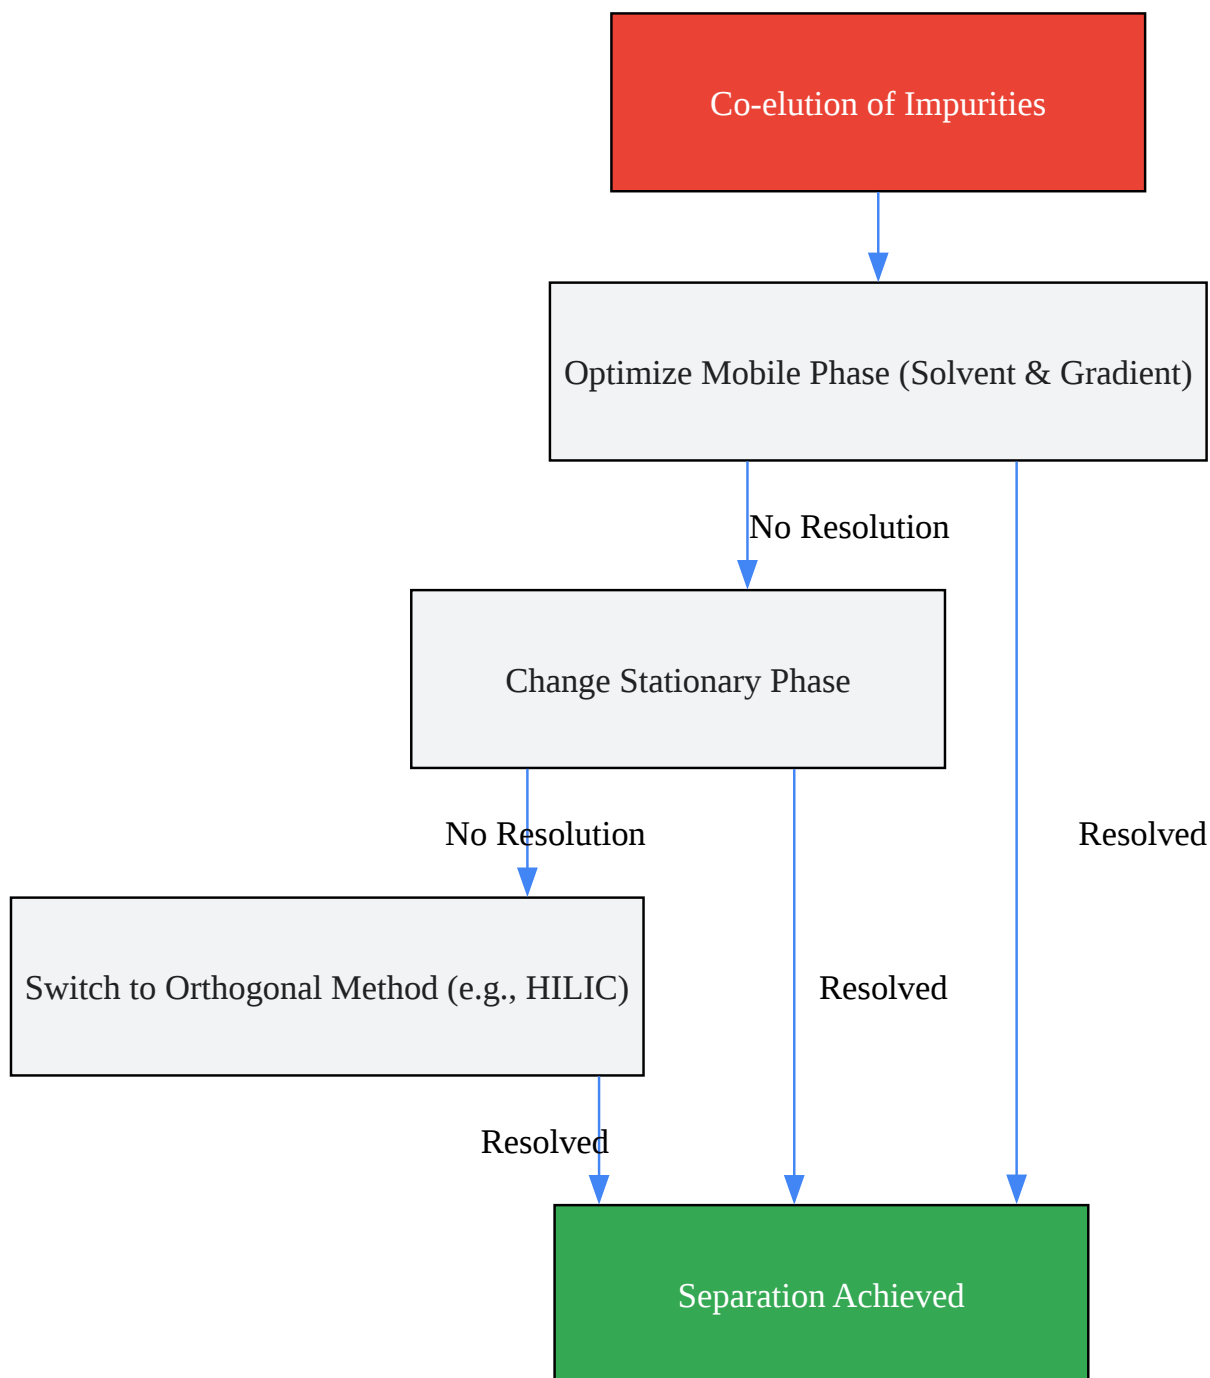 Co-elution of Impurities
Optimize Mobile Phase (Solvent & Gradient)
No Resolution
Change Stationary Phase
No Resolution
Resolved
Switch to Orthogonal Method (e.g., HILIC)
Resolved
Resolved
Separation Achieved